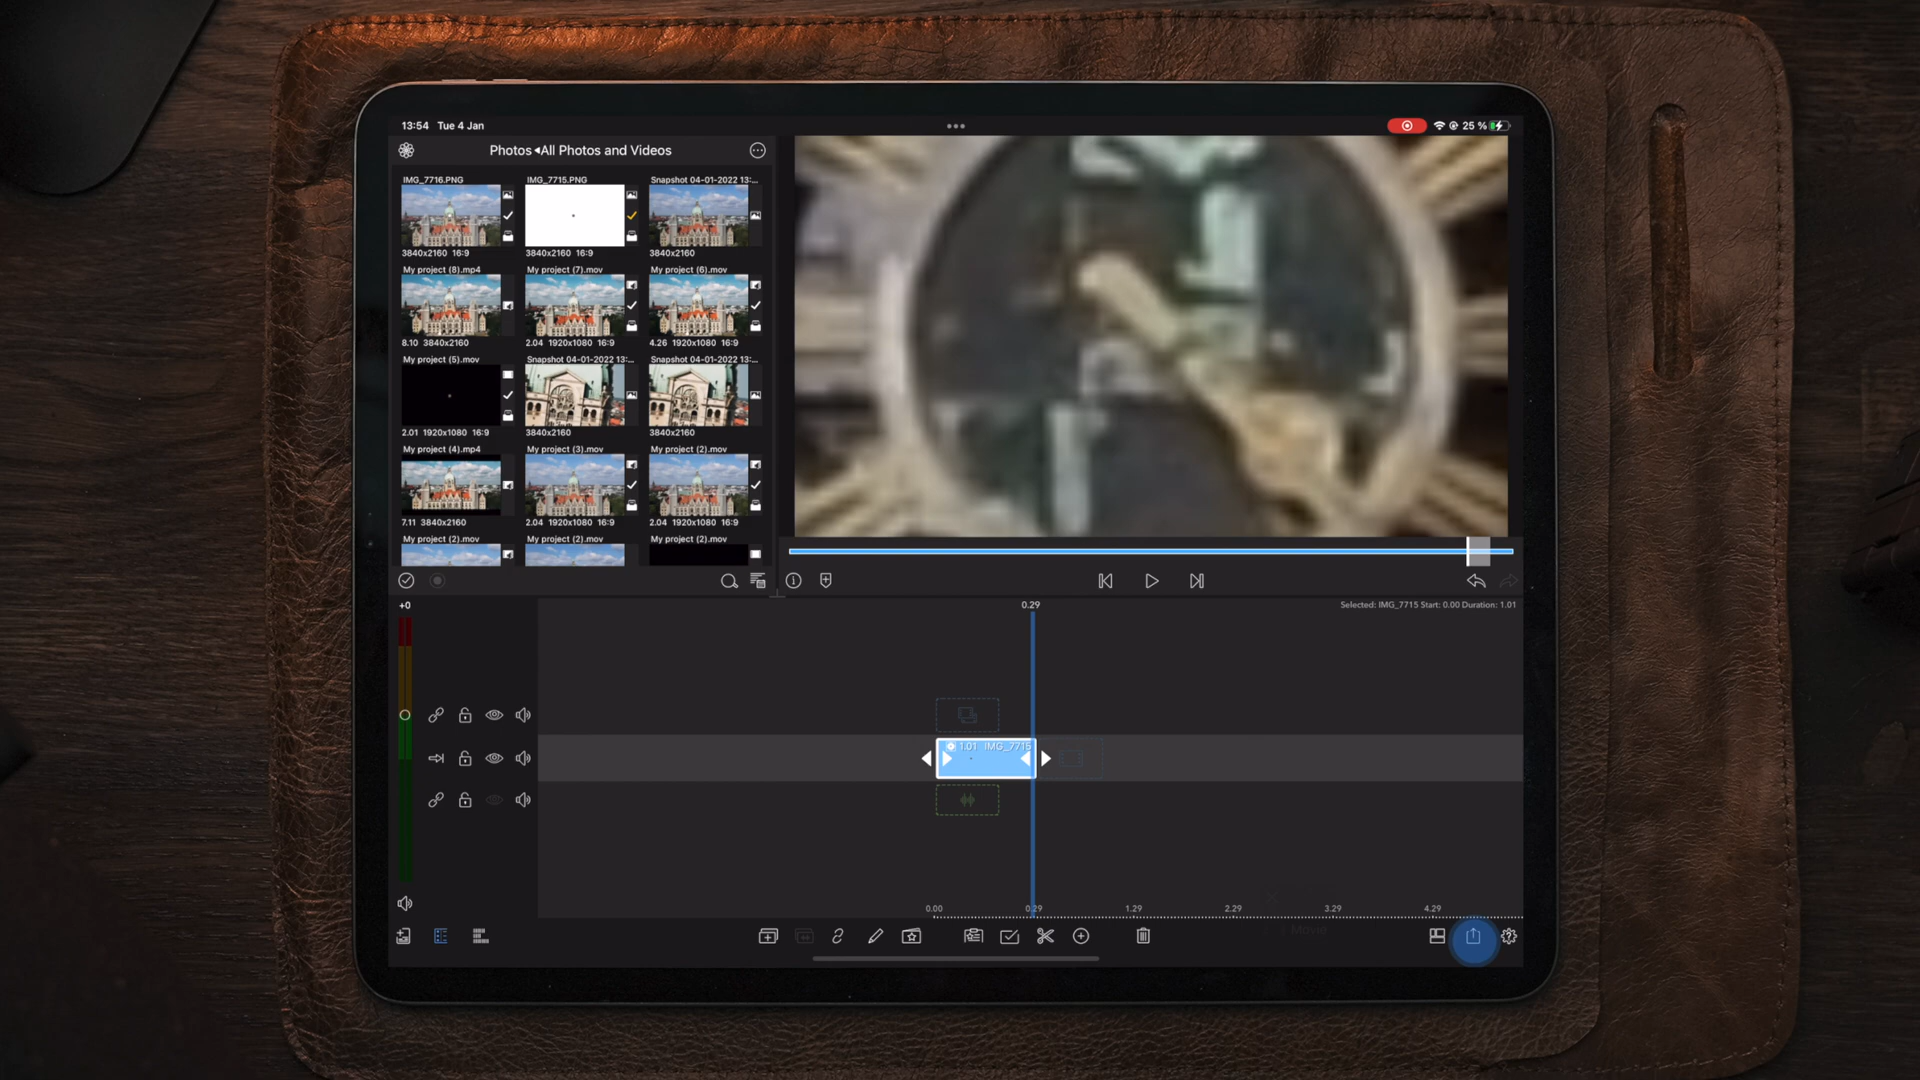 13:54 Tue 4 Jan
25 %
Photos ◂All Photos and Videos
IMG_7716.PNG
IMG_7715.PNG
Snapshot 04-01-2022 13:...
3840x2160 16:9
3840x2160 16:9
3840x2160
My project (8).mp4
My project (7).mov
My project (6).mov
8.10 3840x2160
2.04 1920x1080 16:9
4.26 1920x1080 16:9
My project (5).mov
Snapshot 04-01-2022 13:...
Snapshot 04-01-2022 13:...
2.01 1920x1080 16:9
3840x2160
3840x2160
My project (4).mp4
My project (3).mov
My project (2).mov
7.11 3840x2160
2.04 1920x1080 16:9
2.04 1920x1080 16:9
My project (2).mov
My project (2).mov
My project (2).mov
+0
0.29
Selected: IMG_7715 Start: 0.00 Duration: 1.01
1.01 IMG_7715
0.00
0.29
1.29
2.29
3.29
4.29
Movie